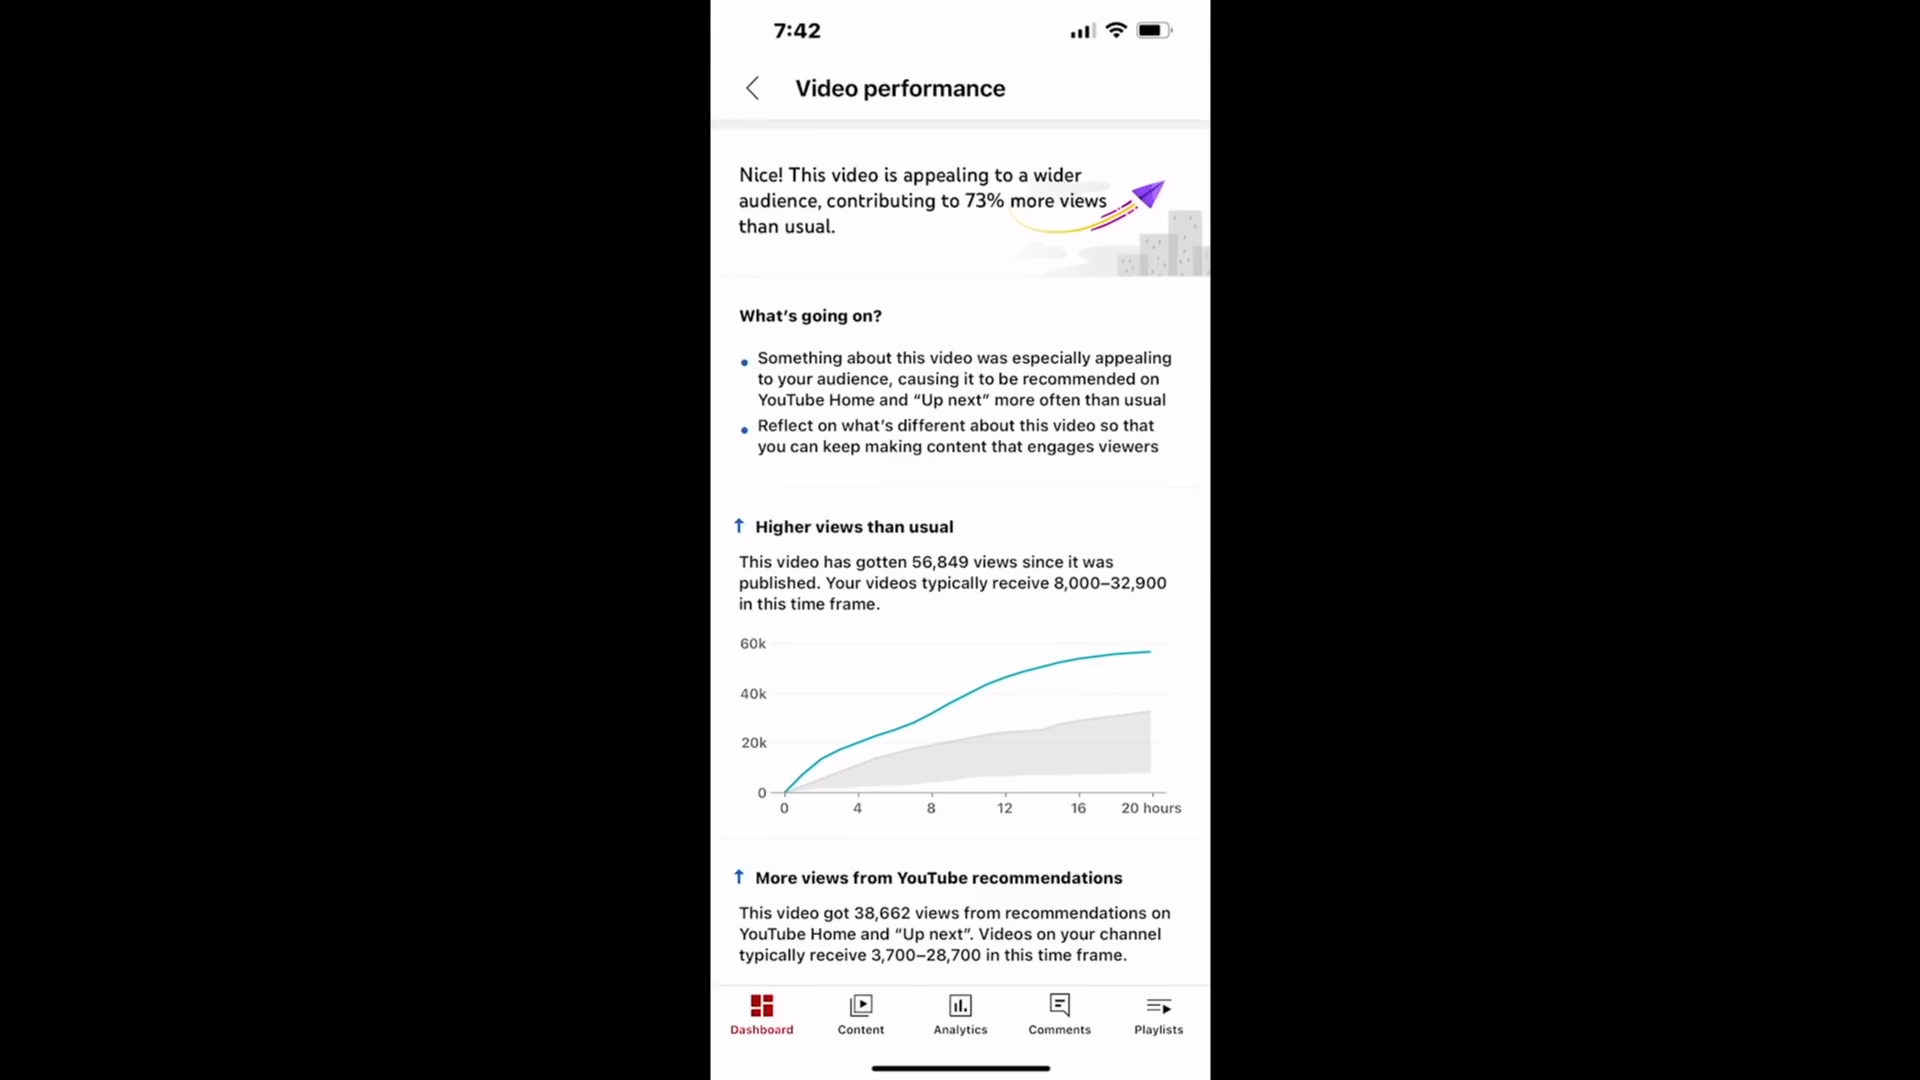 7:42
Video performance
Nice! This video is appealing to a wider
audience, contributing to 73% more views
than usual.
What's going on?
Something about this video was especially appealing
to your audience, causing it to be recommended on
YouTube Home and “Up next” more often than usual
Reflect on what's different about this video so that
you can keep making content that engages viewers
↑ Higher views than usual
This video has gotten 56,849 views since it was
published. Your videos typically receive 8,000–32,900
in this time frame.
60k
40k
20k
0
0 4 8 12 16 20 hours
↑ More views from YouTube recommendations
This video got 38,662 views from recommendations on
YouTube Home and “Up next”. Videos on your channel
typically receive 3,700–28,700 in this time frame.
Dashboard Content Analytics Comments Playlists